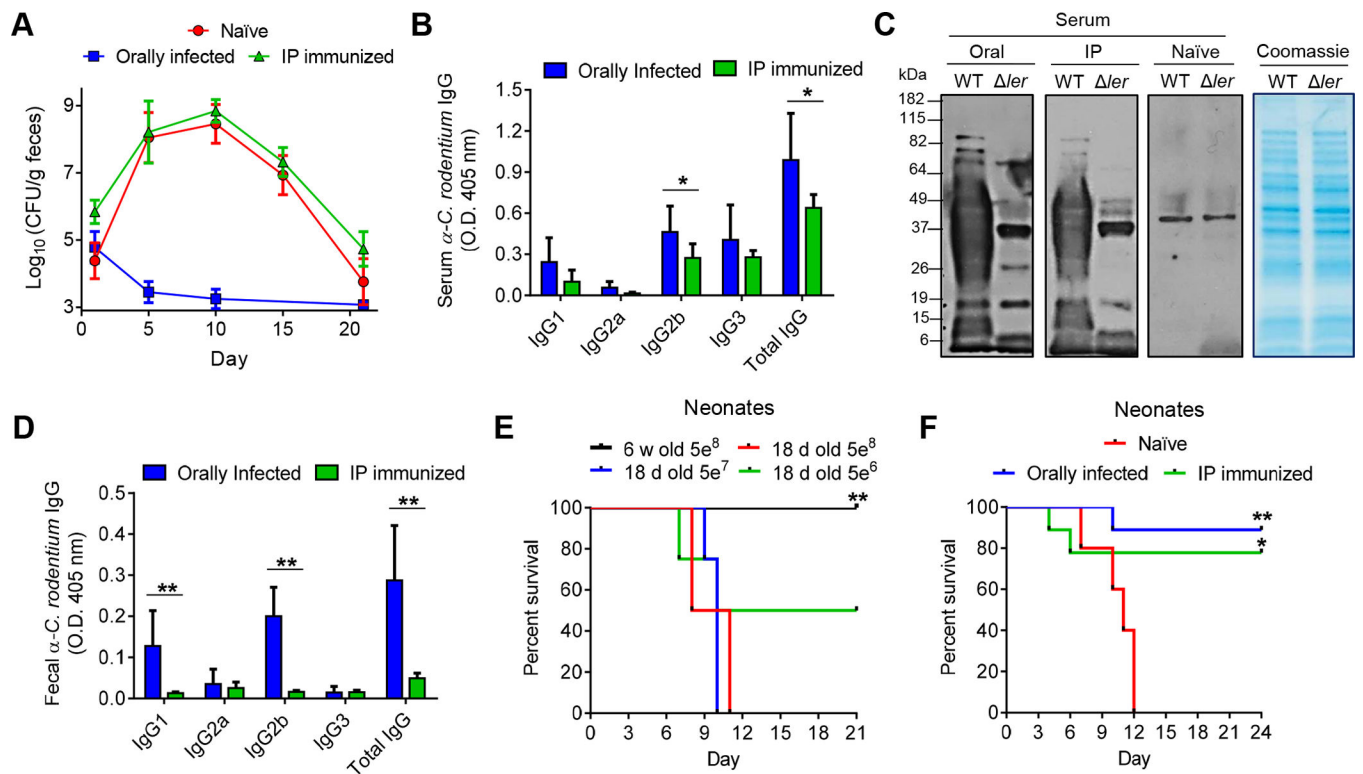 A
Naïve
Orally infected
IP immunized
Log10 (CFU/g feces)
9
7
5
3
0 5 10 15 20
Day
B
Orally Infected
IP immunized
Serum α-C. rodentium IgG
(O.D. 405 nm)
1.5
1.2
0.9
0.6
0.3
0.0
*
*
IgG1
IgG2a
IgG2b
IgG3
Total IgG
C
Serum
Oral IP Naïve Coomassie
kDa WT Δler WT Δler WT Δler WT Δler
182
115
82
64
49
37
26
19
15
6
D
Orally Infected
IP immunized
Fecal α-C. rodentium IgG
(O.D. 405 nm)
0.5
0.4
0.3
0.2
0.1
0.0
**
**
**
IgG1
IgG2a
IgG2b
IgG3
Total IgG
E
Neonates
6 w old 5e8 18 d old 5e8
18 d old 5e7 18 d old 5e6
Percent survival
100
80
60
40
20
0
**
0 3 6 9 12 15 18 21
Day
F
Neonates
Naïve
Orally infected IP immunized
Percent survival
100
80
60
40
20
0
**
*
0 3 6 9 12 15 18 21 24
Day